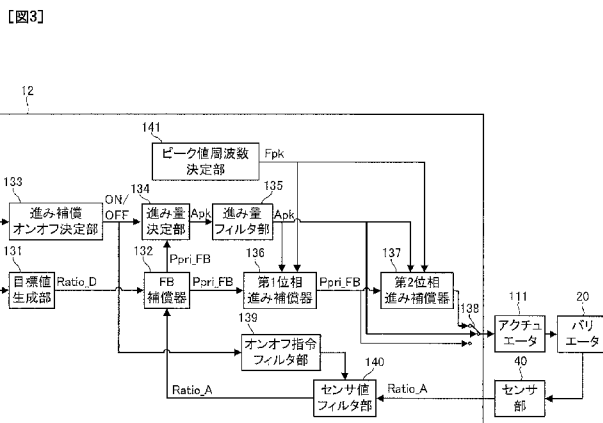 [図3]
12
141
ピーク値周波数
決定部
Fpk
133
進み補償
オンオフ決定部
ON/
OFF
134
進み量
決定部
Apk
135
進み量
フィルタ部
Apk
Ppri_FB
131
目標値
生成部
Ratio_D
132
FB
補償器
Ppri_FB
136
第1位相
進み補償器
Ppri_FB
137
第2位相
進み補償器
138
111
アクチュ
エータ
20
バリ
エータ
139
オンオフ指令
フィルタ部
140
センサ値
フィルタ部
Ratio_A
Ratio_A
40
センサ
部